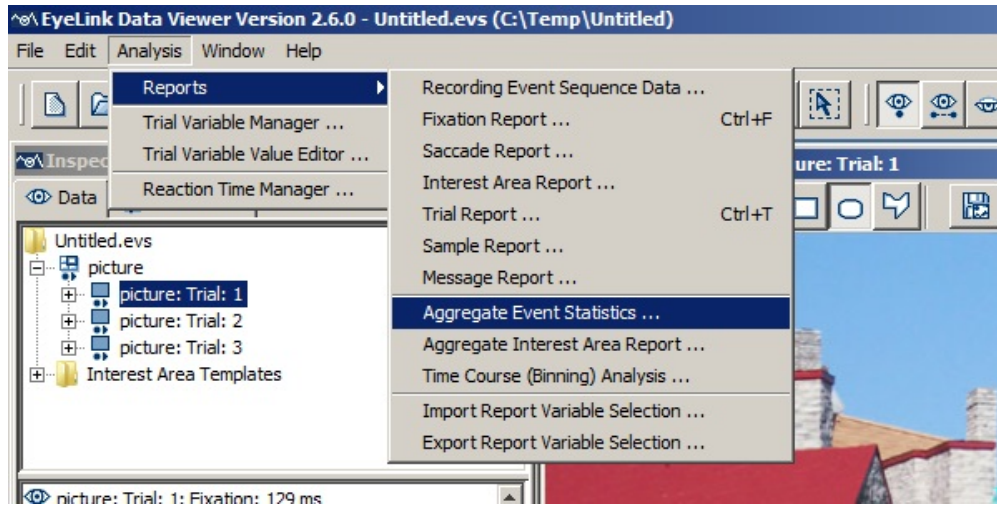 EyeLink Data Viewer Version 2.6.0 - Untitled.evs (C:\Temp\Untitled)
File Edit Analysis Window Help
Reports
Trial Variable Manager ...
Trial Variable Value Editor ...
Reaction Time Manager ...
Recording Event Sequence Data ...
Fixation Report ... Ctrl+F
Saccade Report ...
Interest Area Report ...
Trial Report ... Ctrl+T
Sample Report ...
Message Report ...
Aggregate Event Statistics ...
Aggregate Interest Area Report ...
Time Course (Binning) Analysis ...
Import Report Variable Selection ...
Export Report Variable Selection ...
Inspec
Data
Untitled.evs
picture
picture: Trial: 1
picture: Trial: 2
picture: Trial: 3
Interest Area Templates
picture: Trial: 1: Fixation: 129 ms
ure: Trial: 1